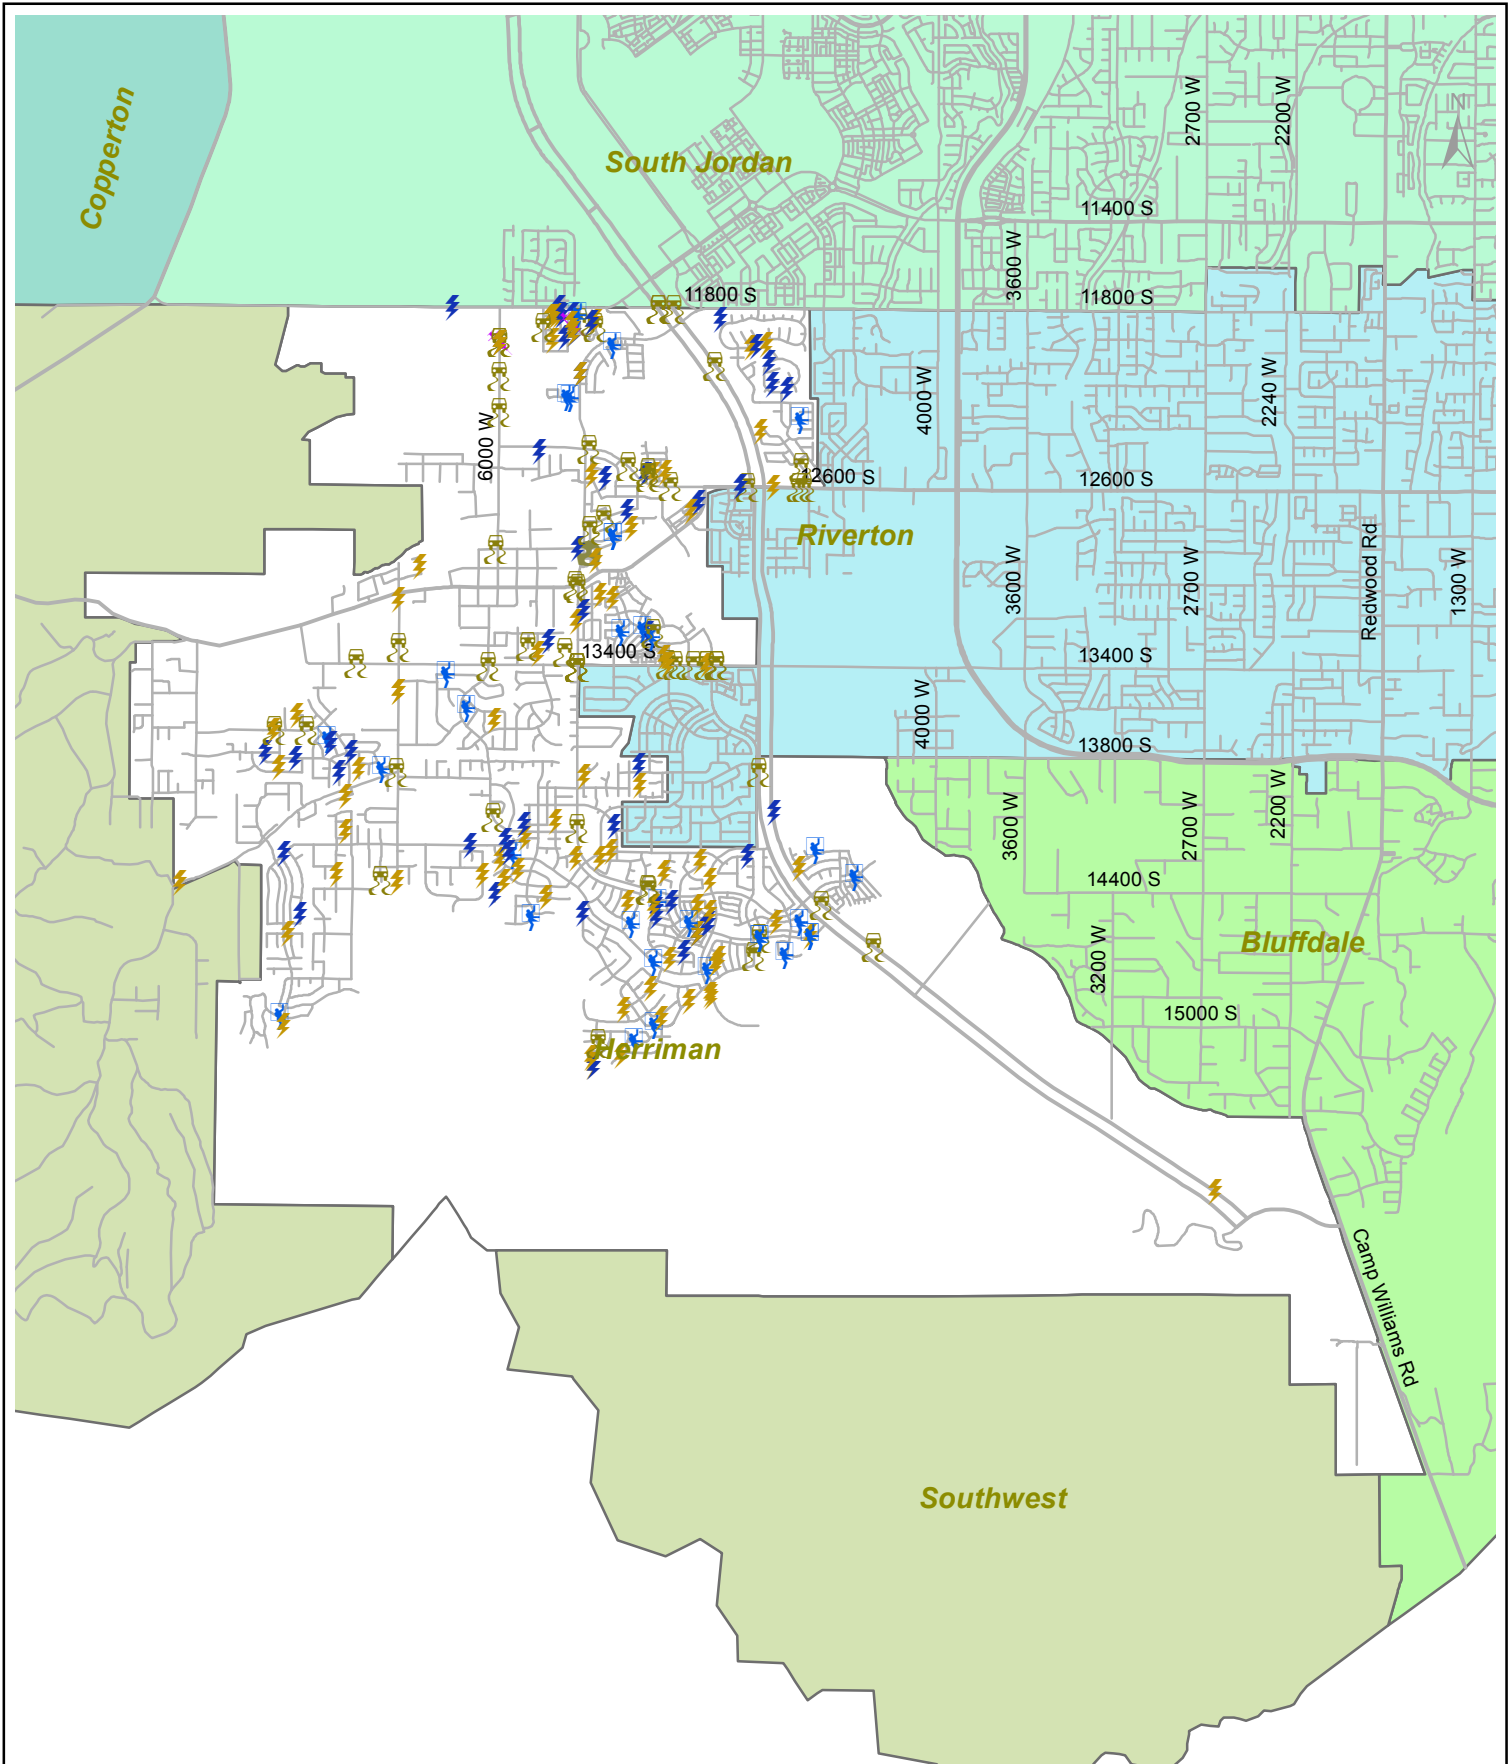 N
2700 W
2200 W
Copperton
South Jordan
11400 S
3600 W
11800 S
11800 S
4000 W
2240 W
6000 W
12600 S
12600 S
Riverton
Redwood Rd
3600 W
2700 W
1300 W
13400 S
13400 S
4000 W
13800 S
3600 W
2700 W
2200 W
14400 S
Bluffdale
3200 W
15000 S
Herriman
Camp Williams Rd
Southwest